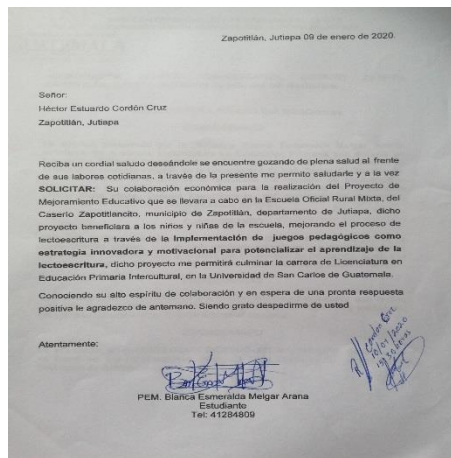 Zapotitlán, Jutiapa 09 de enero de 2020.
Señor:
Héctor Estuardo Cordón Cruz
Zapotitlán, Jutiapa
Reciba un cordial saludo deseándole se encuentre gozando de plena salud al frente
de sus labores cotidianas, a través de la presente me permito saludarle y a la vez
SOLICITAR: Su colaboración económica para la realización del Proyecto de
Mejoramiento Educativo que se llevara a cabo en la Escuela Oficial Rural Mixta, del
Caserío Zapotitlancito, municipio de Zapotitlán, departamento de Jutiapa, dicho
proyecto beneficiara a los niños y niñas de la escuela, mejorando el proceso de
lectoescritura a través de la Implementación de juegos pedagógicos como
estrategia innovadora y motivacional para potencializar el aprendizaje de la
lectoescritura, dicho proyecto me permitirá culminar la carrera de Licenciatura en
Educación Primaria Intercultural, en la Universidad de San Carlos de Guatemala.
Conociendo su alto espíritu de colaboración y en espera de una pronta respuesta
positiva le agradezco de antemano. Siendo grato despedirme de usted
Atentamente:
Cordón Cruz
10/01/2020
PEM. Blanca Esmeralda Melgar Arana
Estudiante
Tel: 41284809